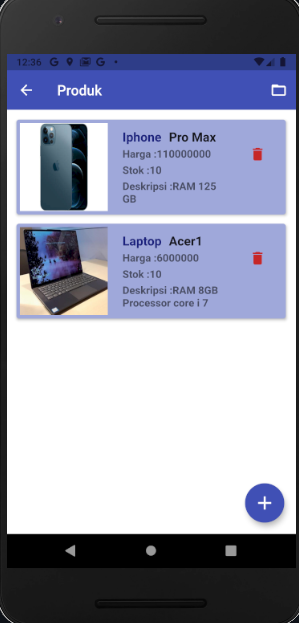 12:36
Produk
Iphone Pro Max
Harga :110000000
Stok :10
Deskripsi :RAM 125
GB
Laptop Acer1
Harga :6000000
Stok :10
Deskripsi :RAM 8GB
Processor core i 7